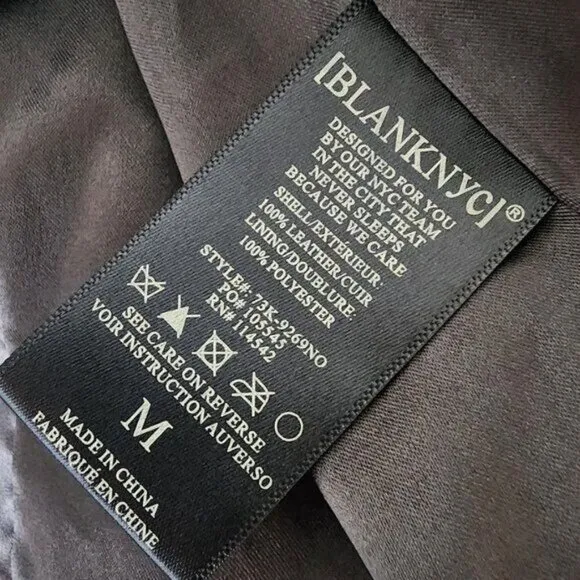 [BLANKNYC]®
DESIGNED FOR YOU
BY OUR NYC TEAM
IN THE CITY THAT
NEVER SLEEPS
BECAUSE WE CARE
SHELL/EXTÉRIEUR:
100% LEATHER/CUIR
LINING/DOUBLURE:
100% POLYESTER
STYLE#: 73K-9269NO
PO# 105545
RN# 114542
SEE CARE ON REVERSE
VOIR INSTRUCTION AUVERSO
M
MADE IN CHINA
FABRIQUÉ EN CHINE